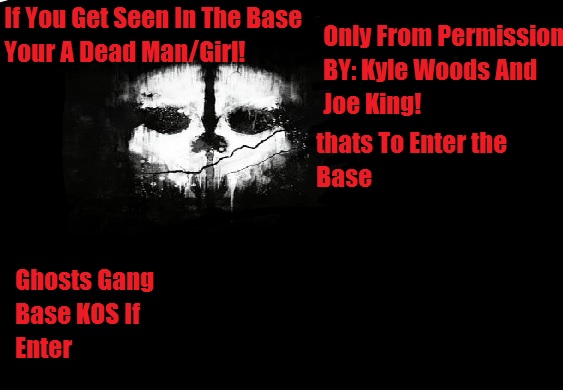 If You Get Seen In The Base
Your A Dead Man/Girl!
Only From Permission
BY: Kyle Woods And
Joe King!
thats To Enter the
Base
Ghosts Gang
Base KOS If
Enter